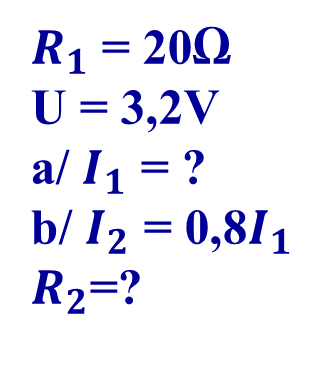 R₁ = 20Ω
U = 3,2V
a/ I₁ = ?
b/ I₂ = 0,8I₁
R₂=?